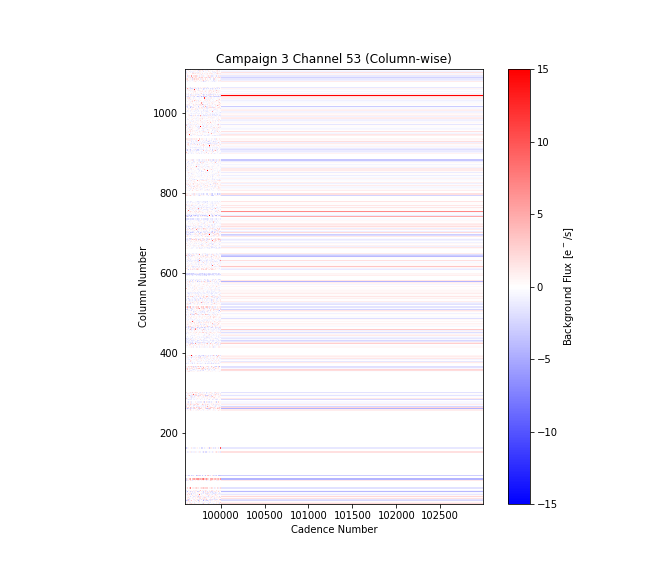 Campaign 3 Channel 53 (Column-wise)
1000
800
600
400
200
Column Number
100000 100500 101000 101500 102000 102500
Cadence Number
15
10
5
0
−5
−10
−15
Background Flux [e⁻/s]